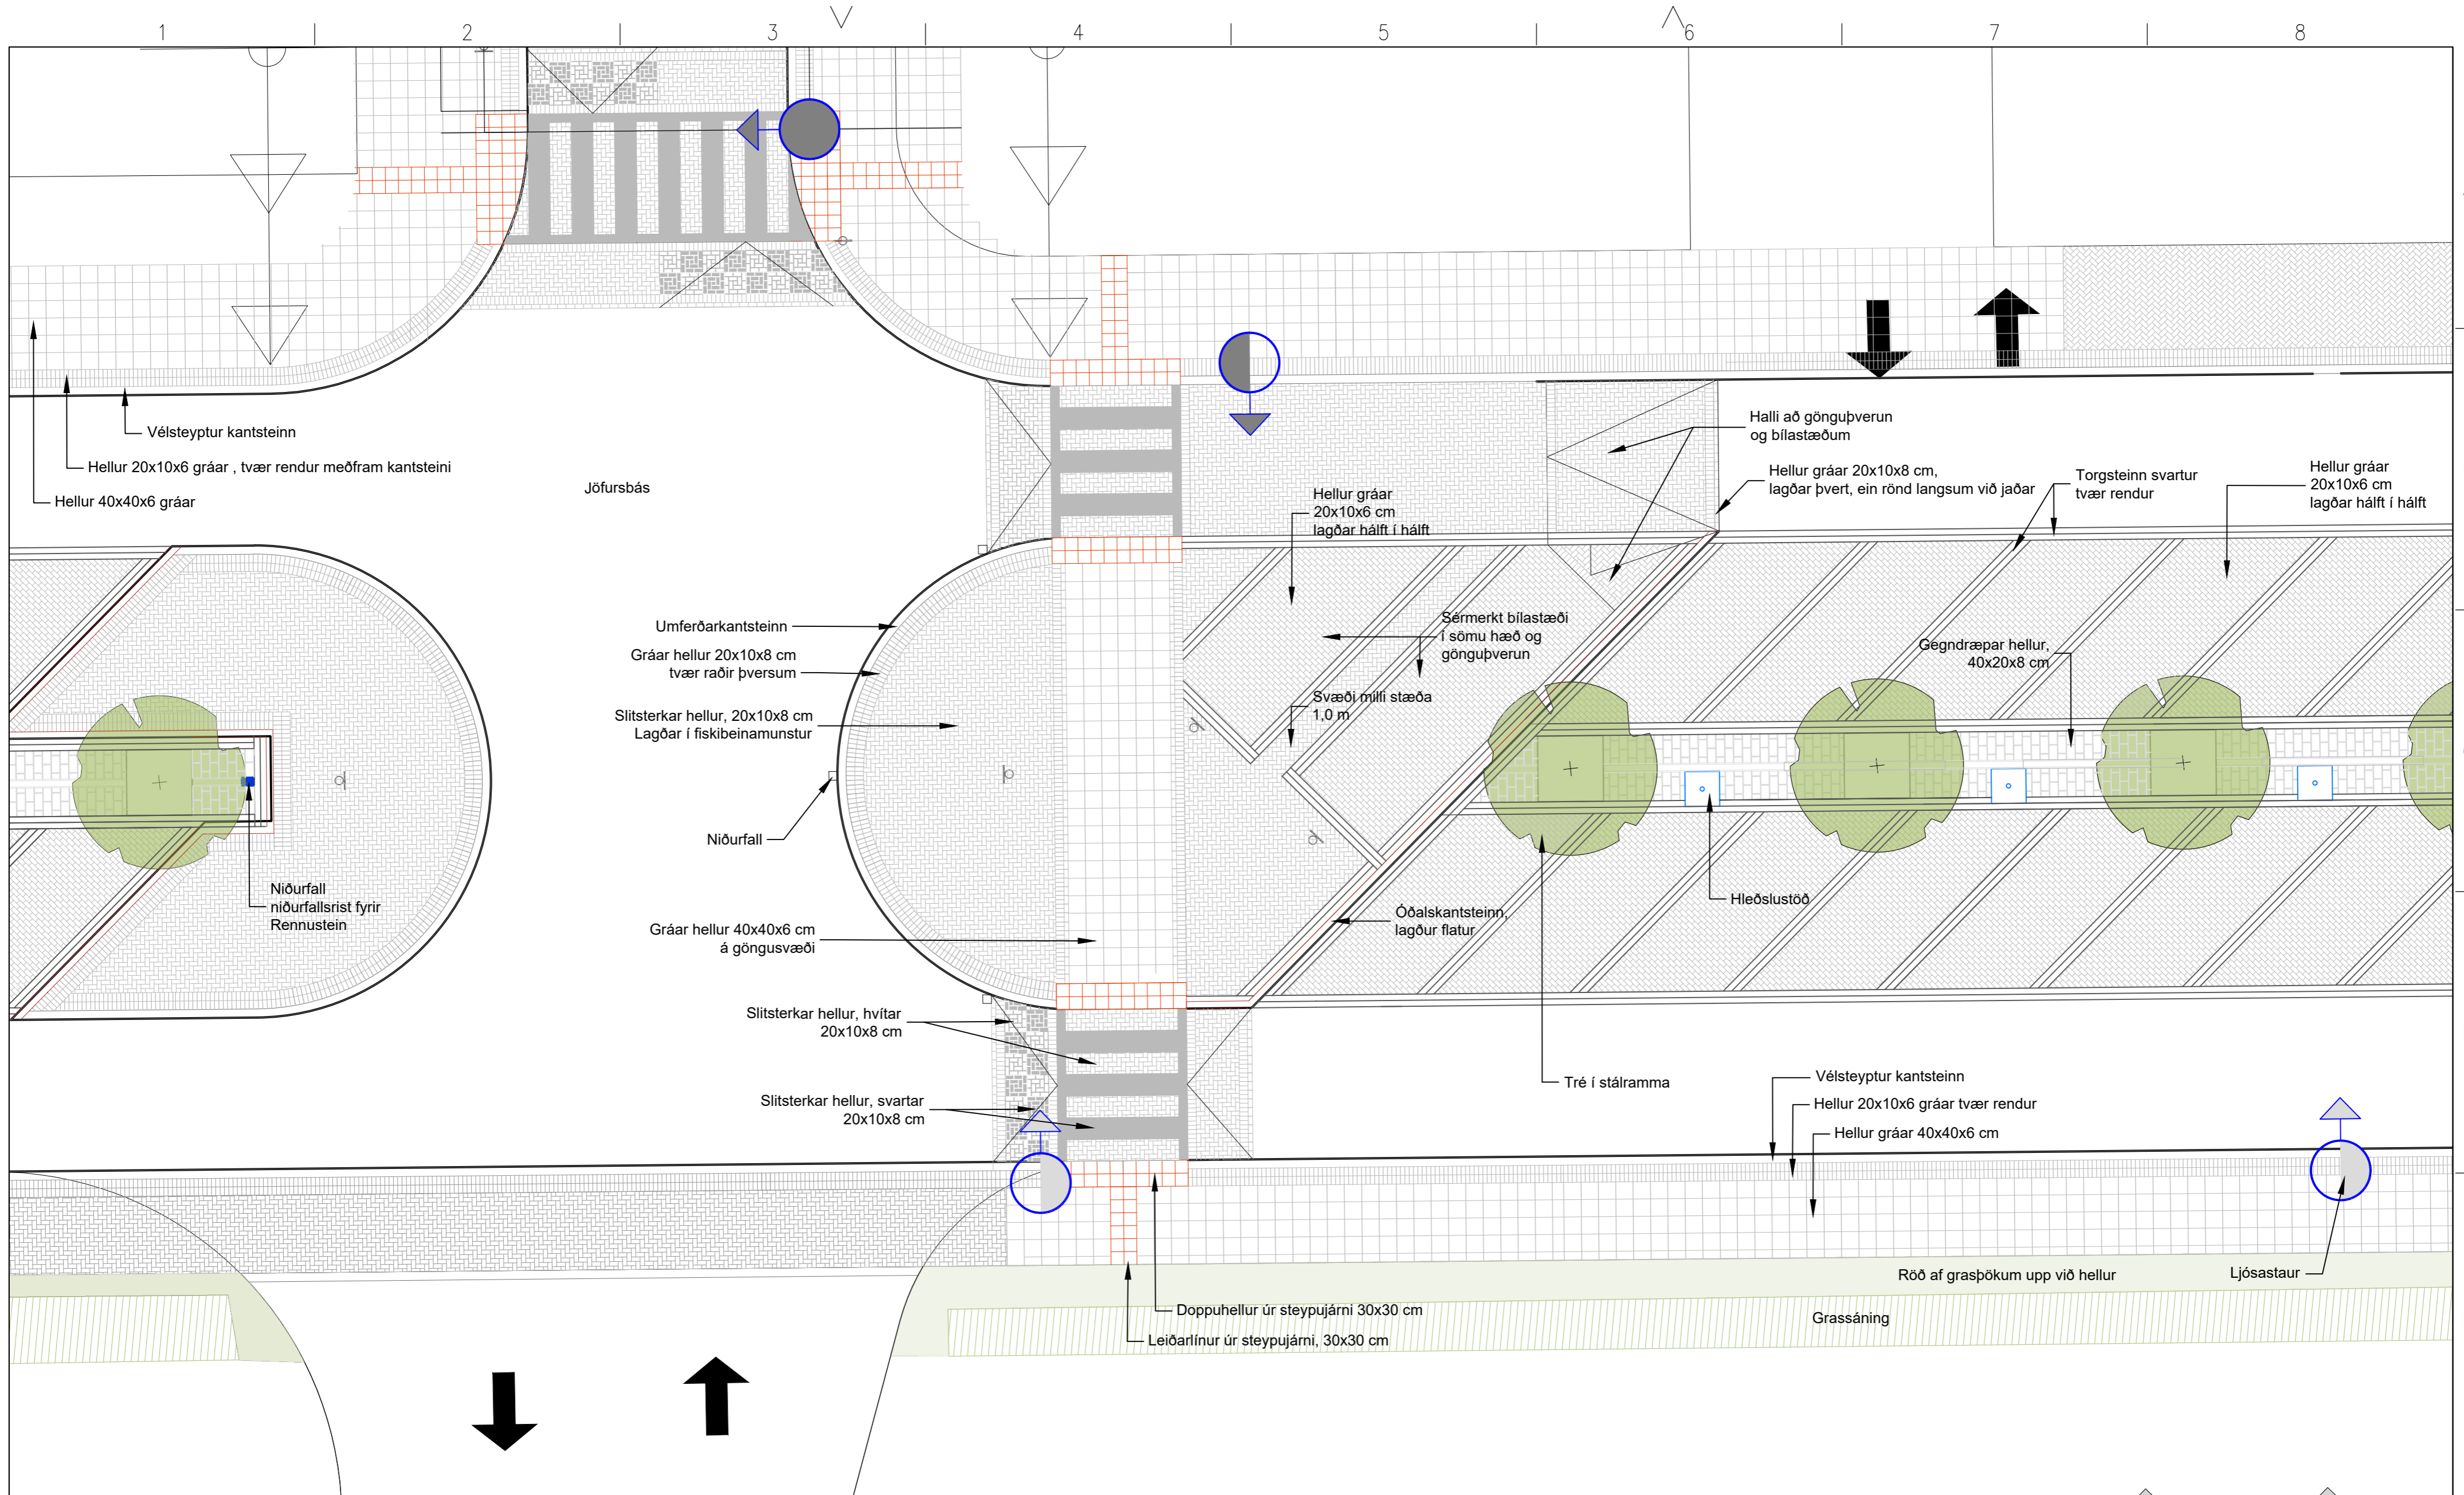 1
2
3
4
5
6
7
8
Vélsteyptur kantsteinn
Hellur 20x10x6 gráar , tvær rendur meðfram kantsteini
Hellur 40x40x6 gráar
Jöfursbás
Halli að gönguþverun
og bílastæðum
Hellur gráar 20x10x8 cm,
lagðar þvert, ein rönd langsum við jaðar
Torgsteinn svartur
tvær rendur
Hellur gráar
20x10x6 cm
lagðar hálft í hálft
Hellur gráar
20x10x6 cm
lagðar hálft í hálft
Umferðarkantsteinn
Gráar hellur 20x10x8 cm
tvær raðir þversum
Slitsterkar hellur, 20x10x8 cm
Lagðar í fiskibeinamunstur
Niðurfall
Sérmerkt bílastæði
í sömu hæð og
gönguþverun
Svæði milli stæða
1,0 m
Gegndræpar hellur,
40x20x8 cm
Niðurfall
niðurfallsrist fyrir
Rennustein
Gráar hellur 40x40x6 cm
á göngusvæði
Óðalskantsteinn,
lagður flatur
Hleðslustöð
Slitsterkar hellur, hvítar
20x10x8 cm
Slitsterkar hellur, svartar
20x10x8 cm
Tré í stálramma
Vélsteyptur kantsteinn
Hellur 20x10x6 gráar tvær rendur
Hellur gráar 40x40x6 cm
Röð af grasþökum upp við hellur
Ljósastaur
Grassáning
Doppuhellur úr steypujárni 30x30 cm
Leiðarlínur úr steypujárni, 30x30 cm